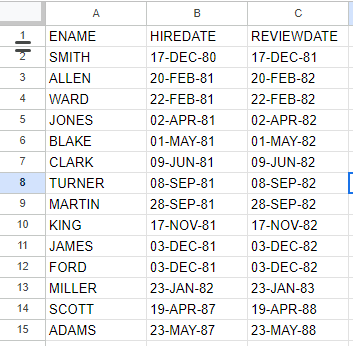 A B C
1 ENAME HIREDATE REVIEWDATE
2 SMITH 17-DEC-80 17-DEC-81
3 ALLEN 20-FEB-81 20-FEB-82
4 WARD 22-FEB-81 22-FEB-82
5 JONES 02-APR-81 02-APR-82
6 BLAKE 01-MAY-81 01-MAY-82
7 CLARK 09-JUN-81 09-JUN-82
8 TURNER 08-SEP-81 08-SEP-82
9 MARTIN 28-SEP-81 28-SEP-82
10 KING 17-NOV-81 17-NOV-82
11 JAMES 03-DEC-81 03-DEC-82
12 FORD 03-DEC-81 03-DEC-82
13 MILLER 23-JAN-82 23-JAN-83
14 SCOTT 19-APR-87 19-APR-88
15 ADAMS 23-MAY-87 23-MAY-88